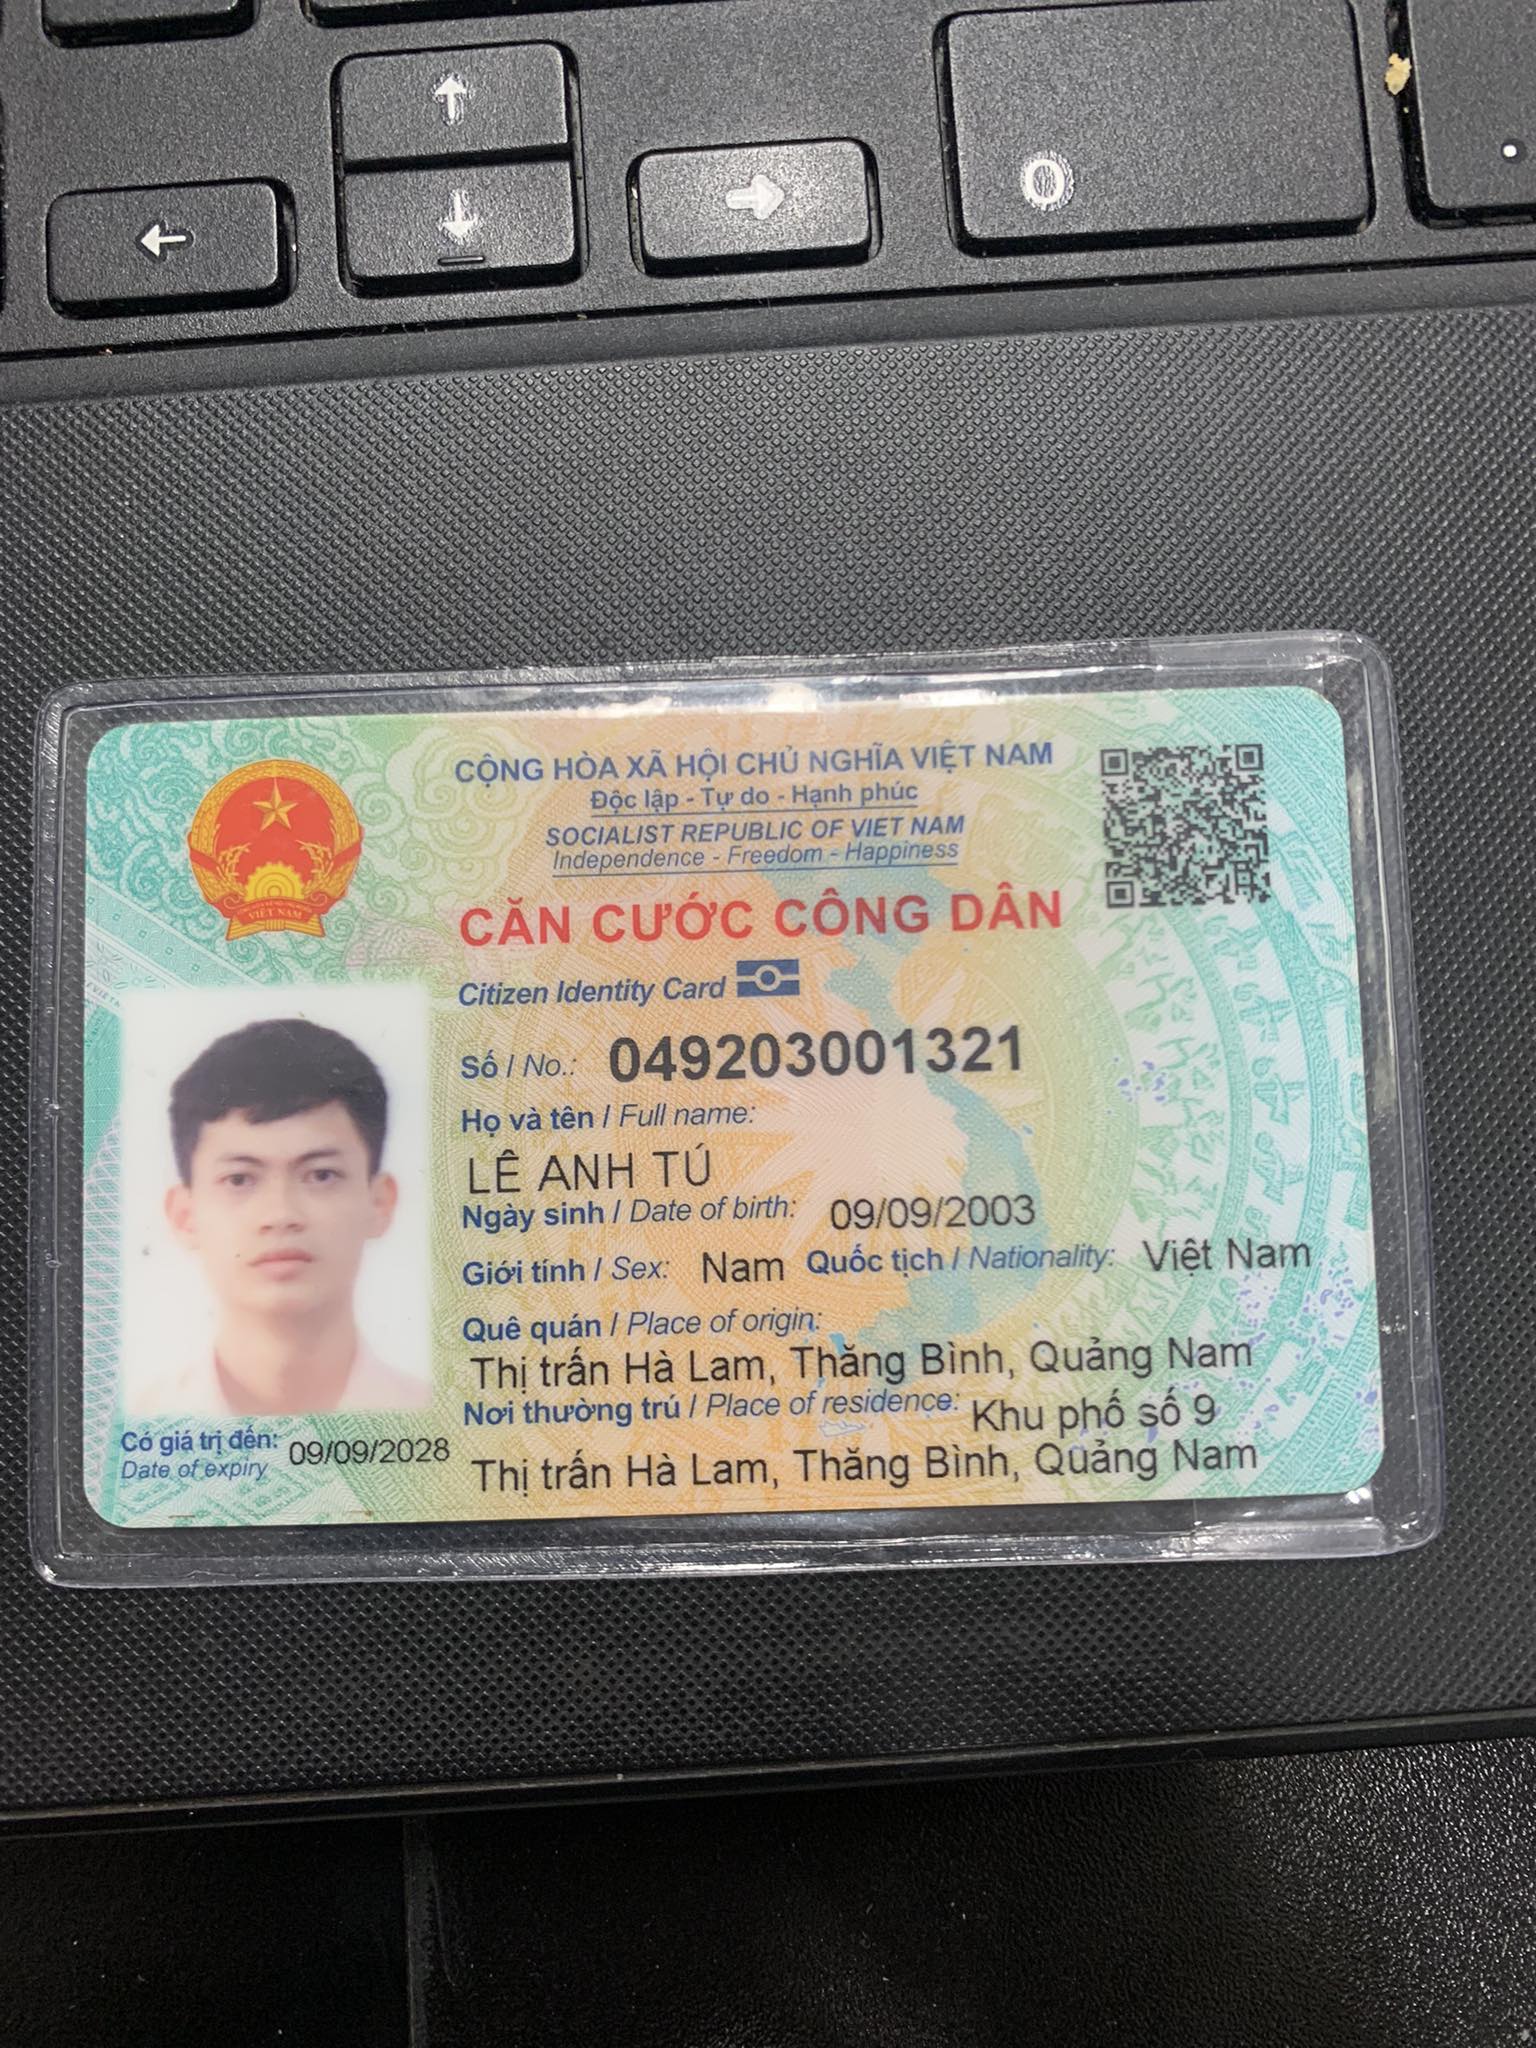 O
CỘNG HÒA XÃ HỘI CHỦ NGHĨA VIỆT NAM
Độc lập - Tự do - Hạnh phúc
SOCIALIST REPUBLIC OF VIET NAM
Independence - Freedom - Happiness
VIỆT NAM
CĂN CƯỚC CÔNG DÂN
Citizen Identity Card
Số / No.: 049203001321
Họ và tên / Full name:
LÊ ANH TÚ
Ngày sinh / Date of birth: 09/09/2003
Giới tính / Sex: Nam Quốc tịch / Nationality: Việt Nam
Quê quán / Place of origin:
Thị trấn Hà Lam, Thăng Bình, Quảng Nam
Nơi thường trú / Place of residence: Khu phố số 9
Thị trấn Hà Lam, Thăng Bình, Quảng Nam
Có giá trị đến: 09/09/2028
Date of expiry